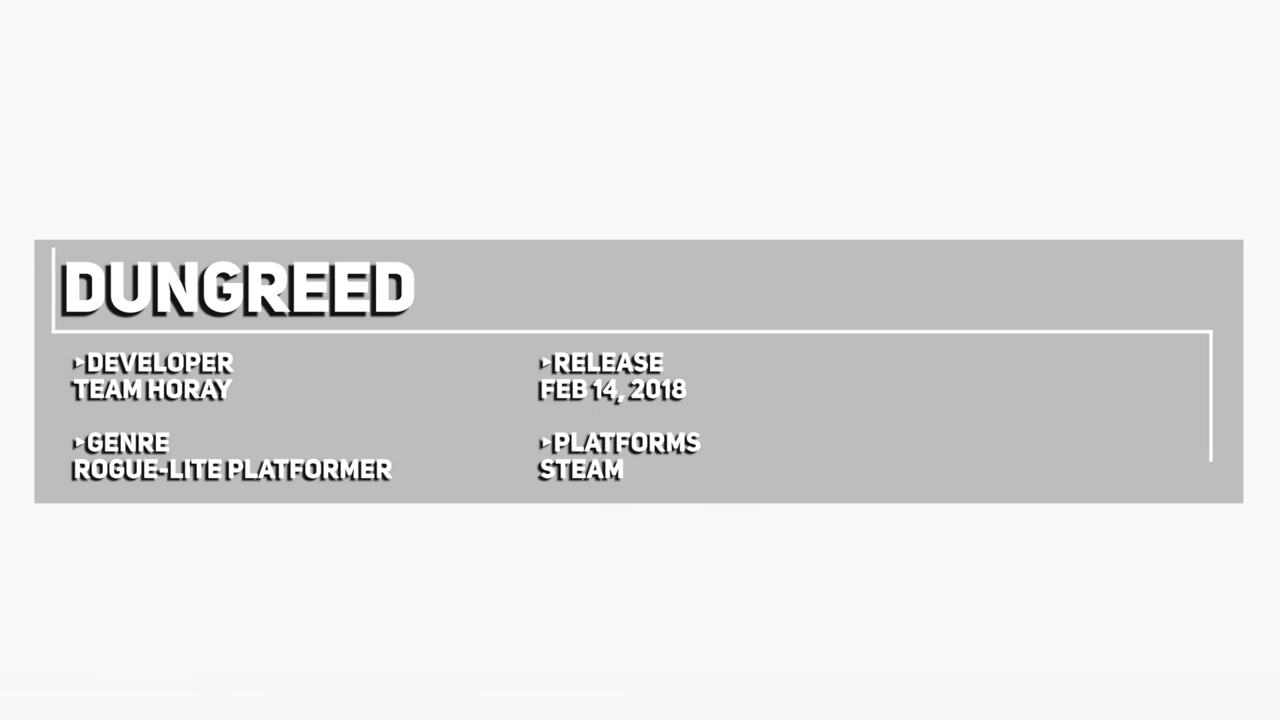 DUNGREED
▸DEVELOPER
TEAM HORAY
▸RELEASE
FEB 14, 2018
▸GENRE
ROGUE-LITE PLATFORMER
▸PLATFORMS
STEAM